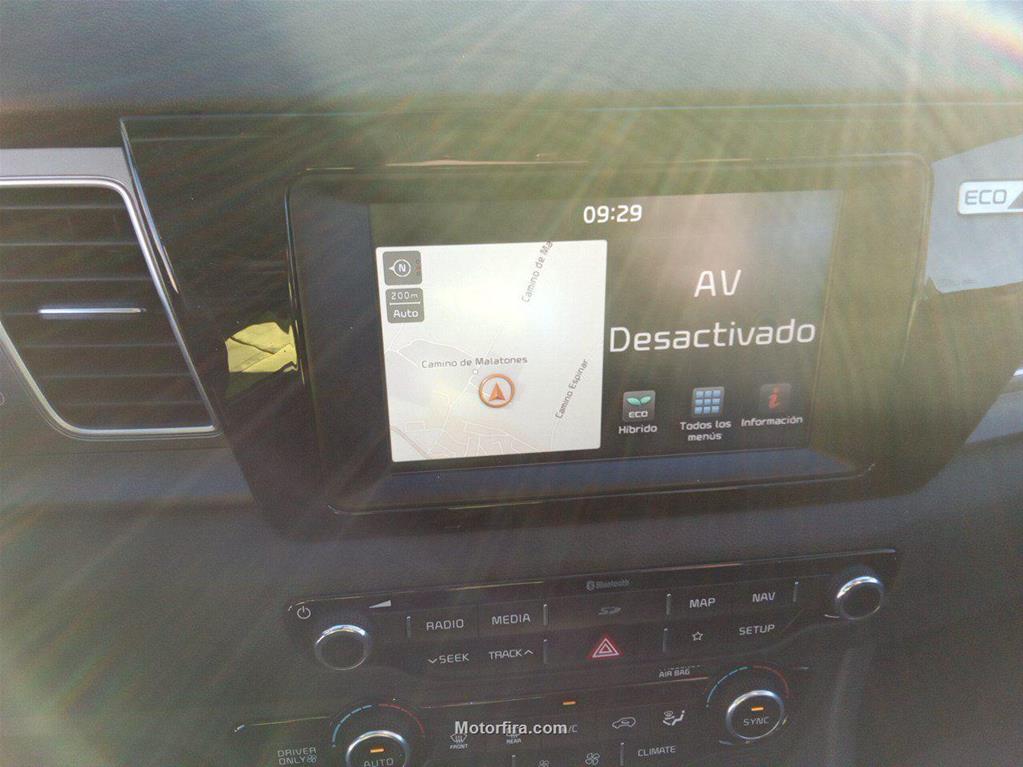 09:29
ECO
N
200m
Auto
Camino de Ma
Camino de Malatones
Camino Espinar
AV
Desactivado
ECO
Híbrido
Todos los
menús
i
Información
Bluetooth
RADIO
MEDIA
SD
MAP
NAV
SEEK
TRACK
SETUP
AIR BAG
DRIVER
ONLY
AUTO
FRONT
REAR
SYNC
CLIMATE
Motorfira.com